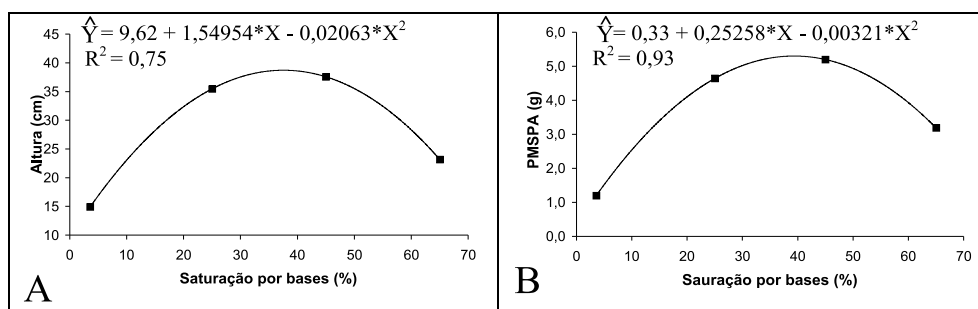 Ŷ = 9,62 + 1,54954*X - 0,02063*X²
R² = 0,75
45
40
35
30
25
20
15
10
Altura (cm)
0 10 20 30 40 50 60 70
Saturação por bases (%)
A
Ŷ = 0,33 + 0,25258*X - 0,00321*X²
R² = 0,93
6,0
5,0
4,0
3,0
2,0
1,0
0,0
PMSPA (g)
0 10 20 30 40 50 60 70
Sauração por bases (%)
B